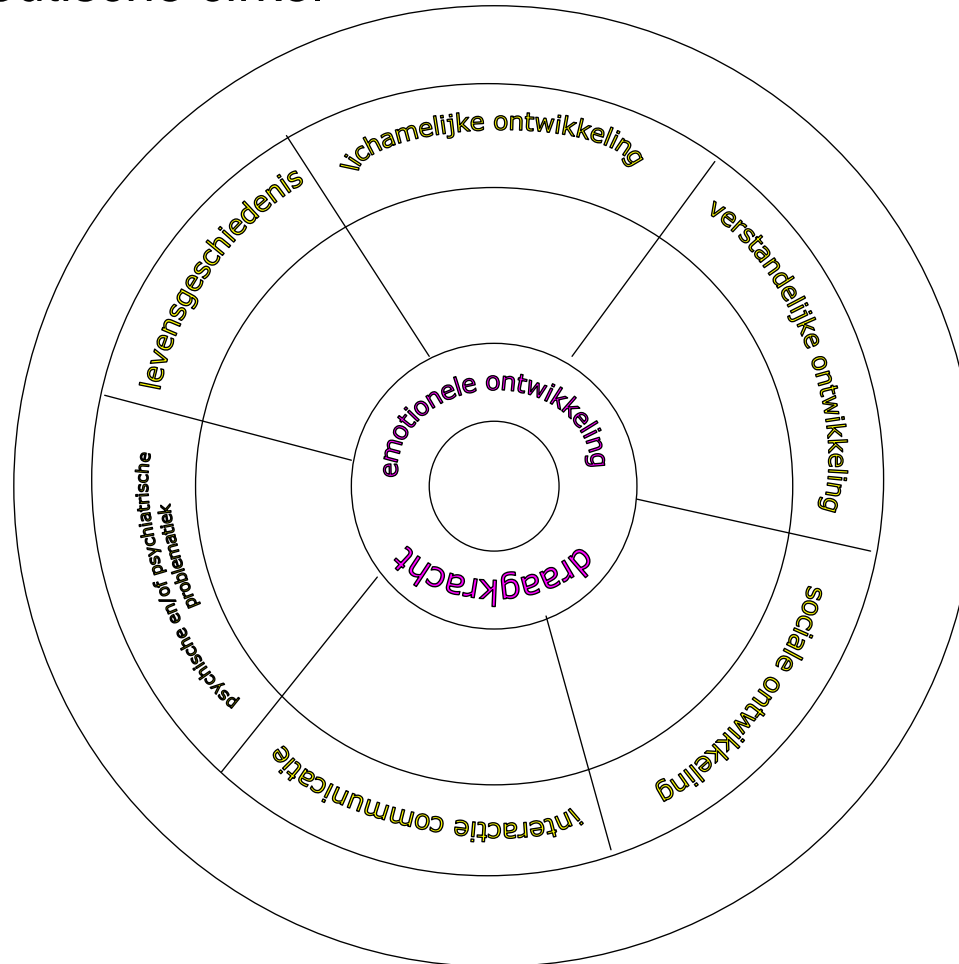 lichamelijke ontwikkeling
verstandelijke ontwikkeling
sociale ontwikkeling
interactie communicatie
psychische en/of psychiatrische
problematiek
levensgeschiedenis
emotionele ontwikkeling
draagkracht